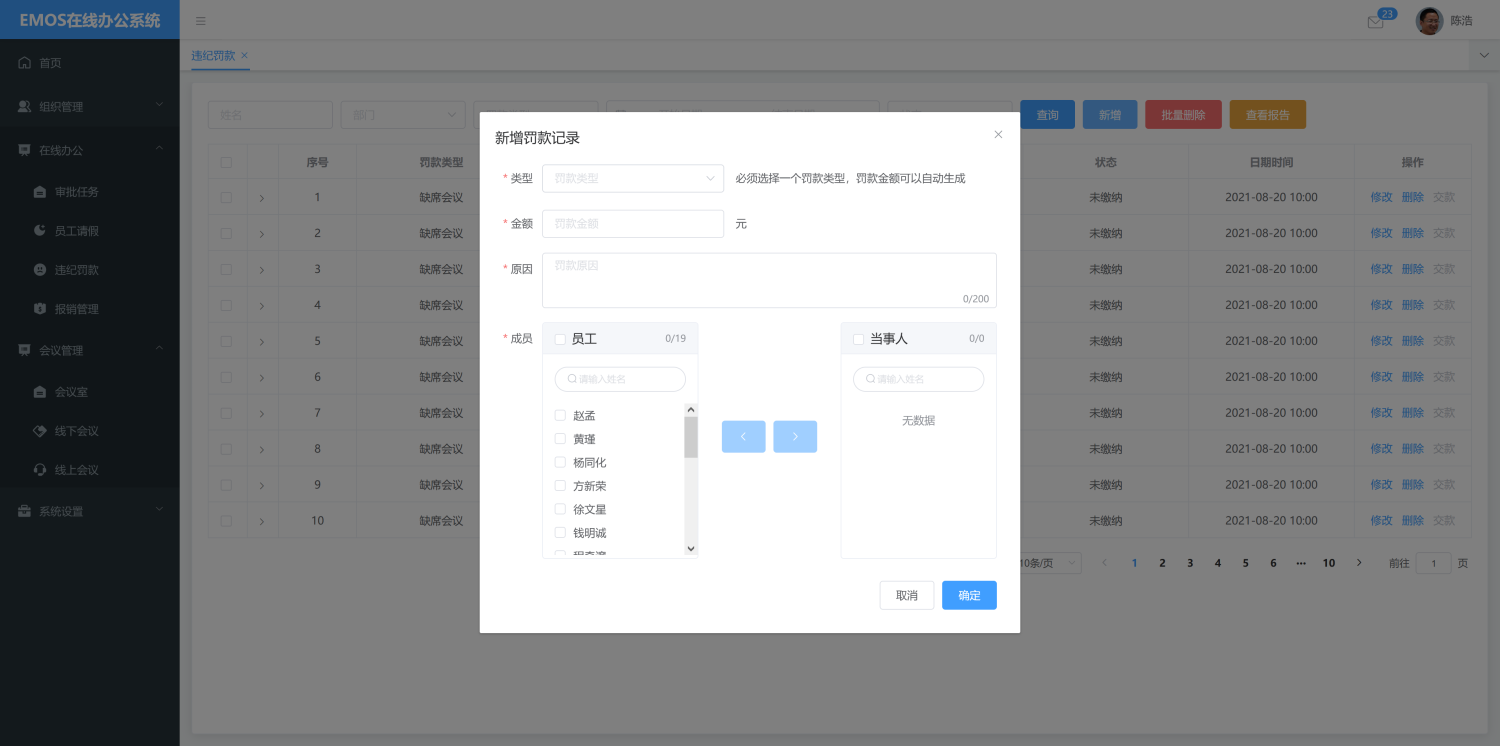 EMOS在线办公系统
23
陈浩
首页
组织管理
在线办公
审批任务
员工请假
违纪罚款
报销管理
会议管理
会议室
线下会议
线上会议
系统设置
违纪罚款
姓名
部门
查询
新增
批量删除
查看报告
序号 罚款类型 状态 日期时间 操作
1 缺席会议 未缴纳 2021-08-20 10:00 修改 删除 交款
2 缺席会议 未缴纳 2021-08-20 10:00 修改 删除 交款
3 缺席会议 未缴纳 2021-08-20 10:00 修改 删除 交款
4 缺席会议 未缴纳 2021-08-20 10:00 修改 删除 交款
5 缺席会议 未缴纳 2021-08-20 10:00 修改 删除 交款
6 缺席会议 未缴纳 2021-08-20 10:00 修改 删除 交款
7 缺席会议 未缴纳 2021-08-20 10:00 修改 删除 交款
8 缺席会议 未缴纳 2021-08-20 10:00 修改 删除 交款
9 缺席会议 未缴纳 2021-08-20 10:00 修改 删除 交款
10 缺席会议 未缴纳 2021-08-20 10:00 修改 删除 交款
10条/页 1 2 3 4 5 6 ··· 10 前往 1 页
新增罚款记录
* 类型 罚款类型 必须选择一个罚款类型，罚款金额可以自动生成
* 金额 罚款金额 元
* 原因 罚款原因
0/200
* 成员 员工 0/19
请输入姓名
赵孟
黄瑾
杨同化
方新荣
徐文星
钱明诚
当事人 0/0
请输入姓名
无数据
取消
确定